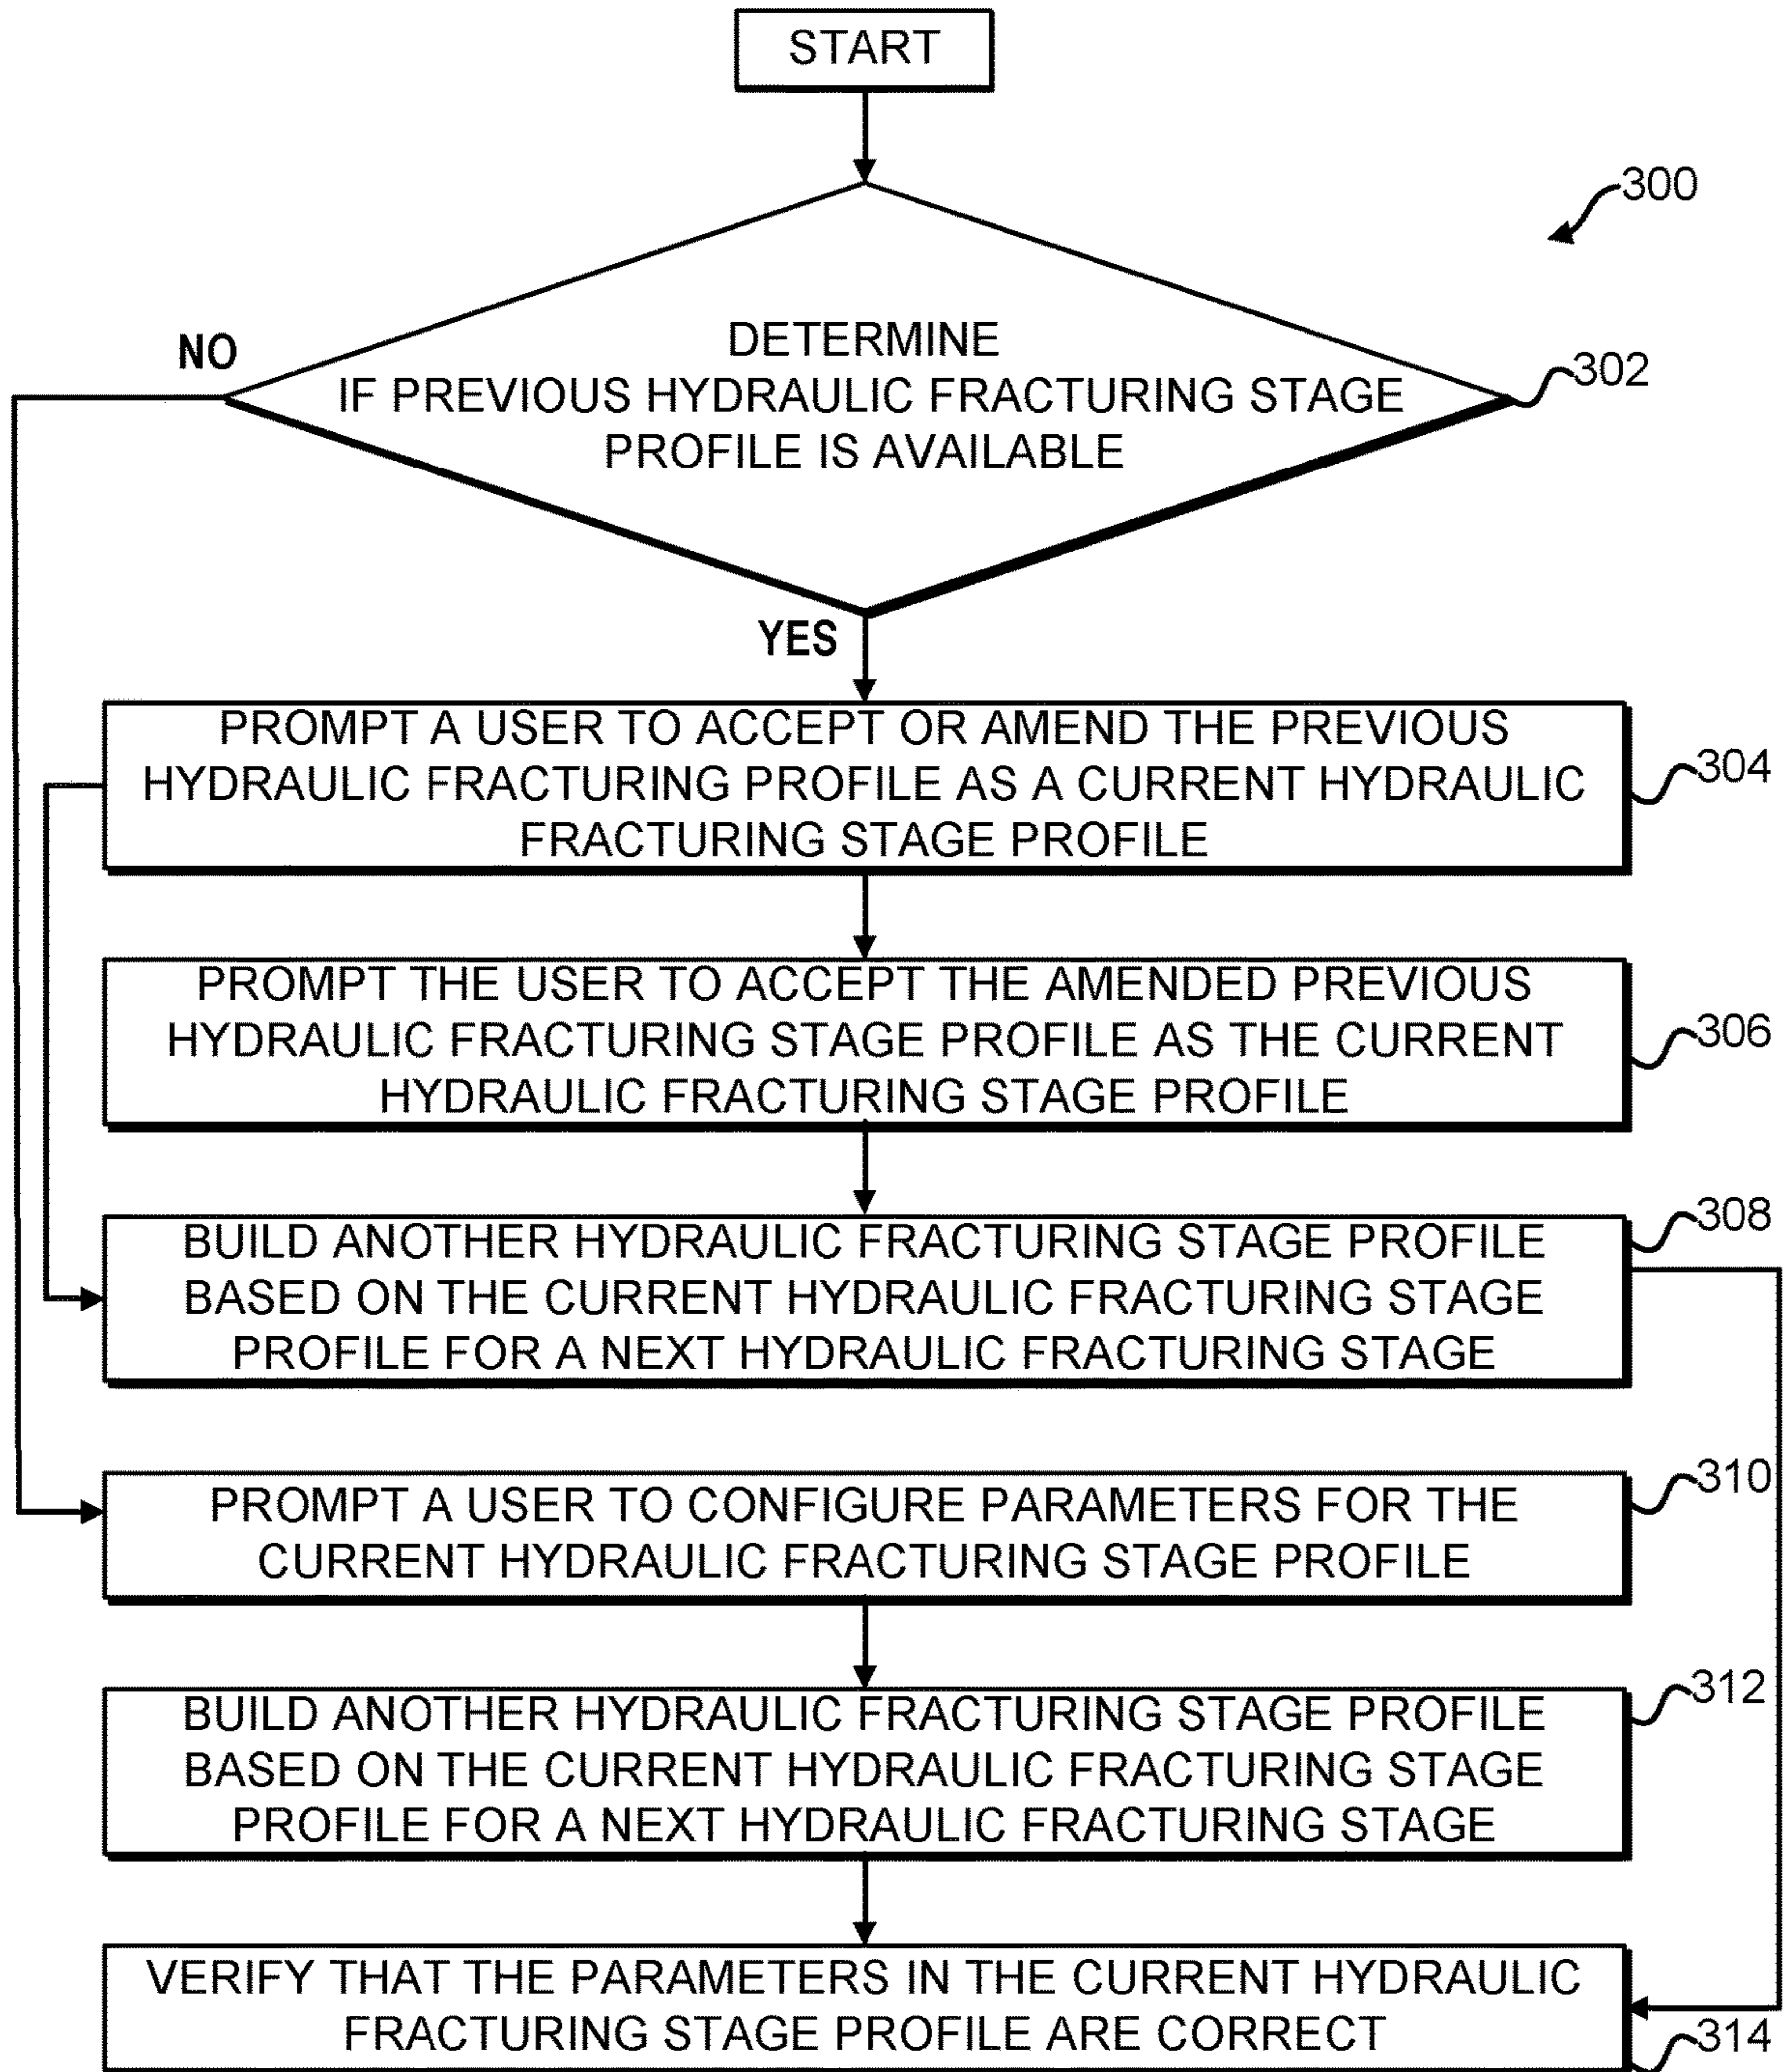 START
300
DETERMINE
IF PREVIOUS HYDRAULIC FRACTURING STAGE
PROFILE IS AVAILABLE
302
NO
YES
PROMPT A USER TO ACCEPT OR AMEND THE PREVIOUS
HYDRAULIC FRACTURING PROFILE AS A CURRENT HYDRAULIC
FRACTURING STAGE PROFILE
304
PROMPT THE USER TO ACCEPT THE AMENDED PREVIOUS
HYDRAULIC FRACTURING STAGE PROFILE AS THE CURRENT
HYDRAULIC FRACTURING STAGE PROFILE
306
BUILD ANOTHER HYDRAULIC FRACTURING STAGE PROFILE
BASED ON THE CURRENT HYDRAULIC FRACTURING STAGE
PROFILE FOR A NEXT HYDRAULIC FRACTURING STAGE
308
PROMPT A USER TO CONFIGURE PARAMETERS FOR THE
CURRENT HYDRAULIC FRACTURING STAGE PROFILE
310
BUILD ANOTHER HYDRAULIC FRACTURING STAGE PROFILE
BASED ON THE CURRENT HYDRAULIC FRACTURING STAGE
PROFILE FOR A NEXT HYDRAULIC FRACTURING STAGE
312
VERIFY THAT THE PARAMETERS IN THE CURRENT HYDRAULIC
FRACTURING STAGE PROFILE ARE CORRECT
314